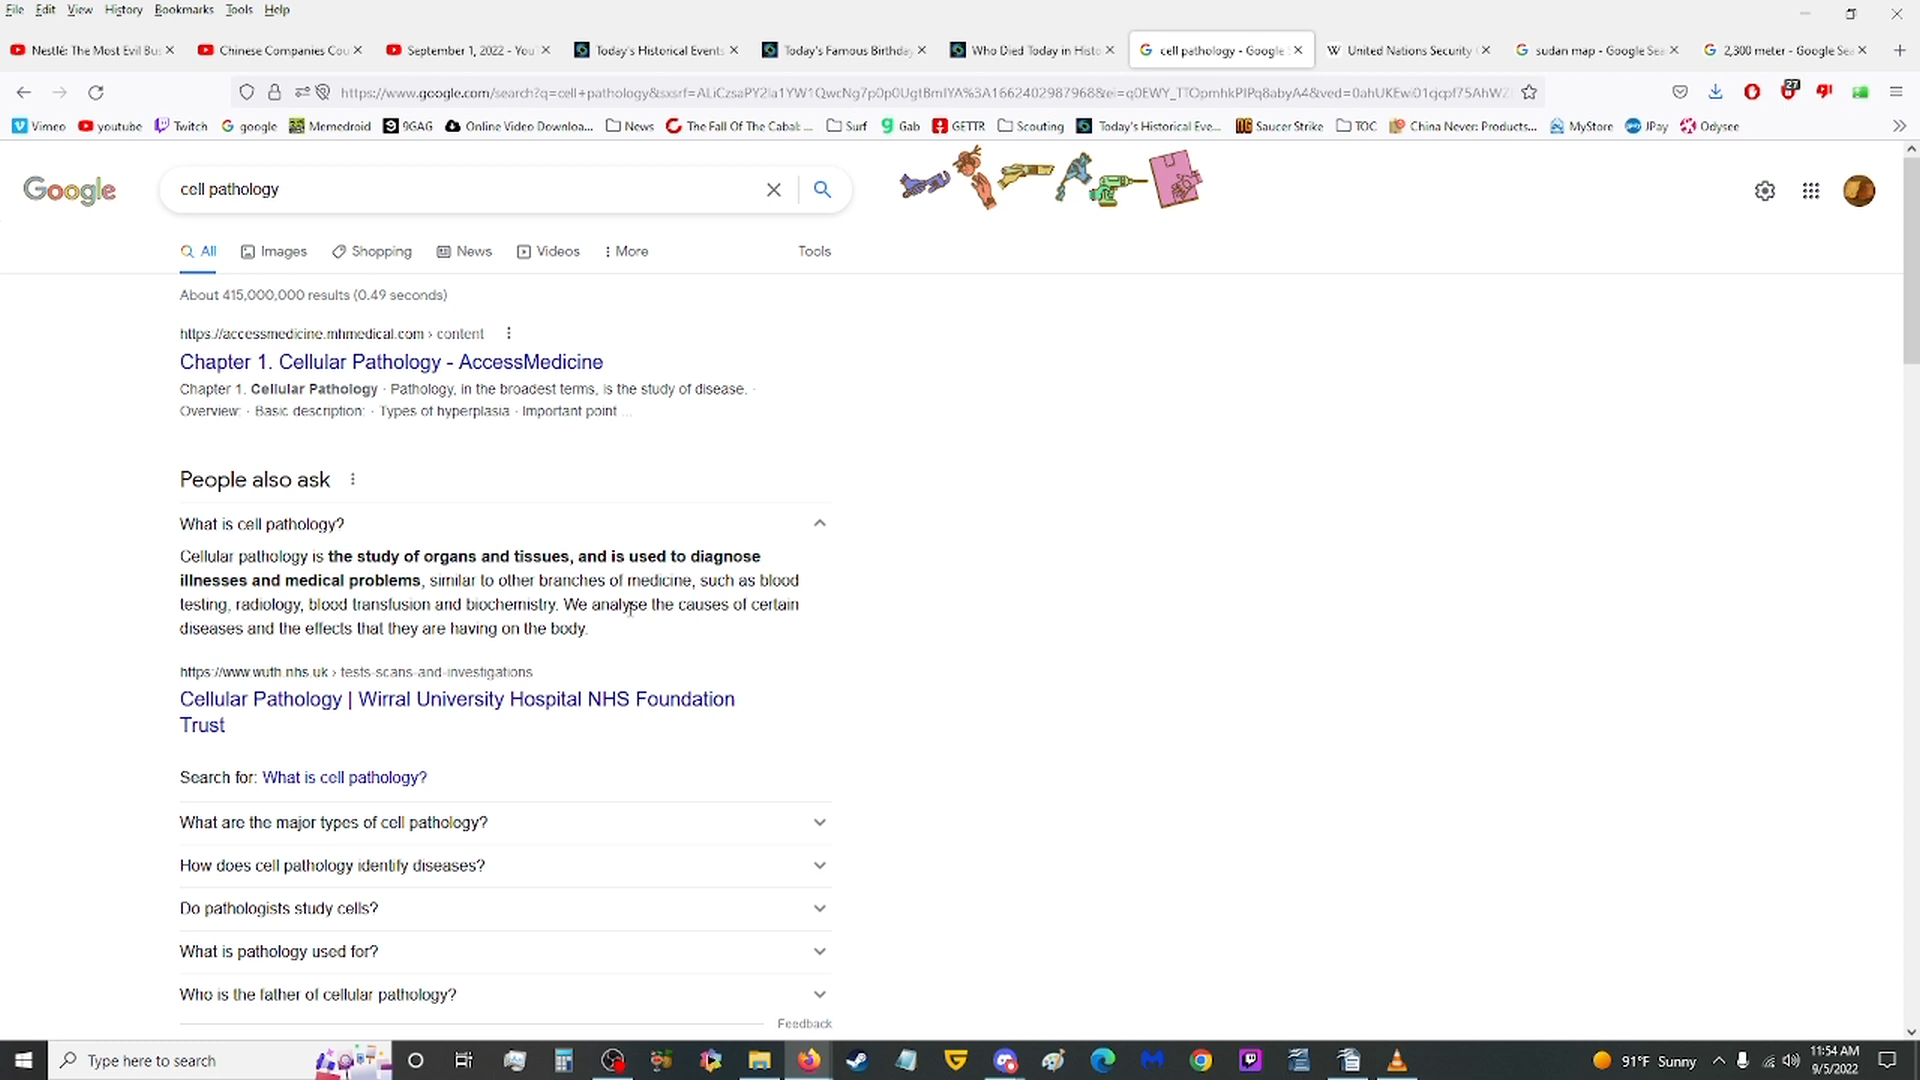 File Edit View History Bookmarks Tools Help
Nestlé: The Most Evil Bus
Chinese Companies Cou
September 1, 2022 - You
Today's Historical Events
Today's Famous Birthday
Who Died Today in Histo
cell pathology - Google
United Nations Security
sudan map - Google Sea
2,300 meter - Google Sea
27
Vimeo youtube Twitch google Memedroid 9GAG Online Video Downloa... News The Fall Of The Cabal -... Surf Gab GETTR Scouting Today's Historical Eve... Saucer Strike TOC China Never: Products... MyStore JPay Odysee
Google
cell pathology
All Images Shopping News Videos More Tools
About 415,000,000 results (0.49 seconds)
https://accessmedicine.mhmedical.com › content
Chapter 1. Cellular Pathology - AccessMedicine
Chapter 1. Cellular Pathology · Pathology, in the broadest terms, is the study of disease. ·
Overview: · Basic description: · Types of hyperplasia · Important point ...
People also ask
What is cell pathology?
Cellular pathology is the study of organs and tissues, and is used to diagnose
illnesses and medical problems, similar to other branches of medicine, such as blood
testing, radiology, blood transfusion and biochemistry. We analyse the causes of certain
diseases and the effects that they are having on the body.
https://www.wuth.nhs.uk › tests-scans-and-investigations
Cellular Pathology | Wirral University Hospital NHS Foundation
Trust
Search for: What is cell pathology?
What are the major types of cell pathology?
How does cell pathology identify diseases?
Do pathologists study cells?
What is pathology used for?
Who is the father of cellular pathology?
Feedback
Type here to search
91°F Sunny
11:54 AM
9/5/2022